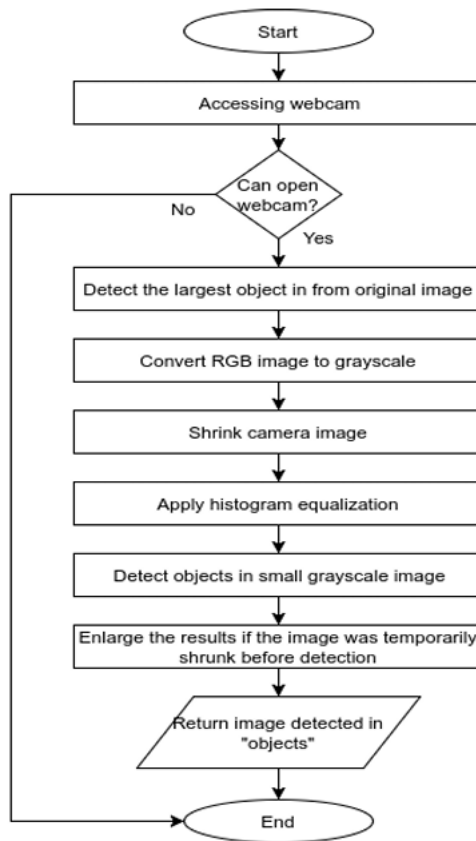 Start
Accessing webcam
Can open
webcam?
No
Yes
Detect the largest object in from original image
Convert RGB image to grayscale
Shrink camera image
Apply histogram equalization
Detect objects in small grayscale image
Enlarge the results if the image was temporarily
shrunk before detection
Return image detected in
"objects"
End